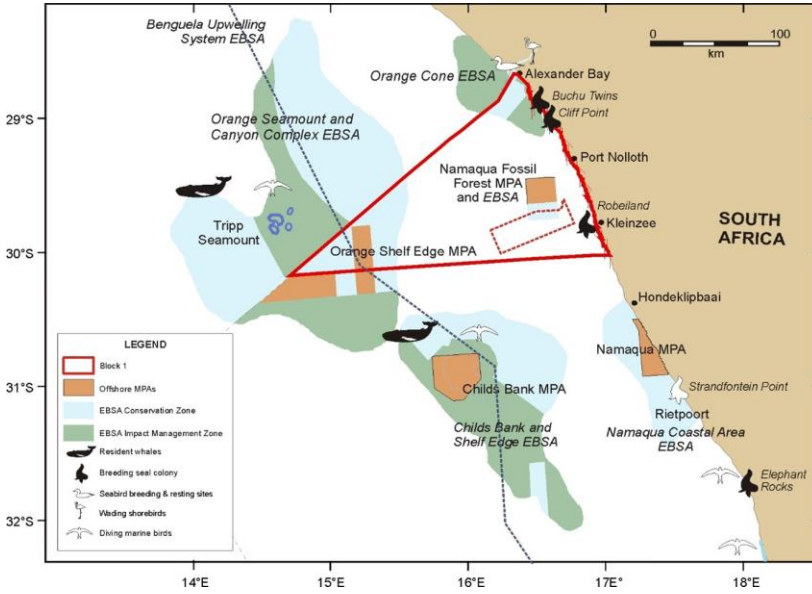 Benguela Upwelling
System EBSA
Orange Cone EBSA
Alexander Bay
Buchu Twins
Cliff Point
0
100
km
29°S
Orange Seamount and
Canyon Complex EBSA
Port Nolloth
Namaqua Fossil
Forest MPA
and EBSA
Robeiland
Kleinzee
SOUTH
AFRICA
Tripp
Seamount
30°S
Orange Shelf Edge MPA
Hondeklipbaai
LEGEND
Block 1
Offshore MPAs
EBSA Conservation Zone
EBSA Impact Management Zone
Resident whales
Breeding seal colony
Seabird breeding & resting sites
Wading shorebirds
Diving marine birds
Namaqua MPA
31°S
Childs Bank MPA
Strandfontein Point
Rietpoort
Namaqua Coastal Area
EBSA
Childs Bank and
Shelf Edge EBSA
Elephant
Rocks
32°S
14°E
15°E
16°E
17E°
18°E